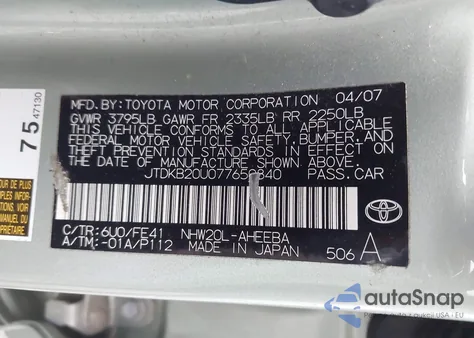 MFD. BY: TOYOTA MOTOR CORPORATION 04/07
GVWR 3795LB GAWR FR 2335LB RR 2250LB
THIS VEHICLE CONFORMS TO ALL APPLICABLE
FEDERAL MOTOR VEHICLE SAFETY, BUMPER, AND
THEFT PREVENTION STANDARDS IN EFFECT ON
THE DATE OF MANUFACTURE SHOWN ABOVE.
PASS.CAR
C/TR: 6U0/FE41 NHW20L-AHEEBA
A/TM: -01A/P112 MADE IN JAPAN 506 A
TOYOTA
75
47130
autoSnap